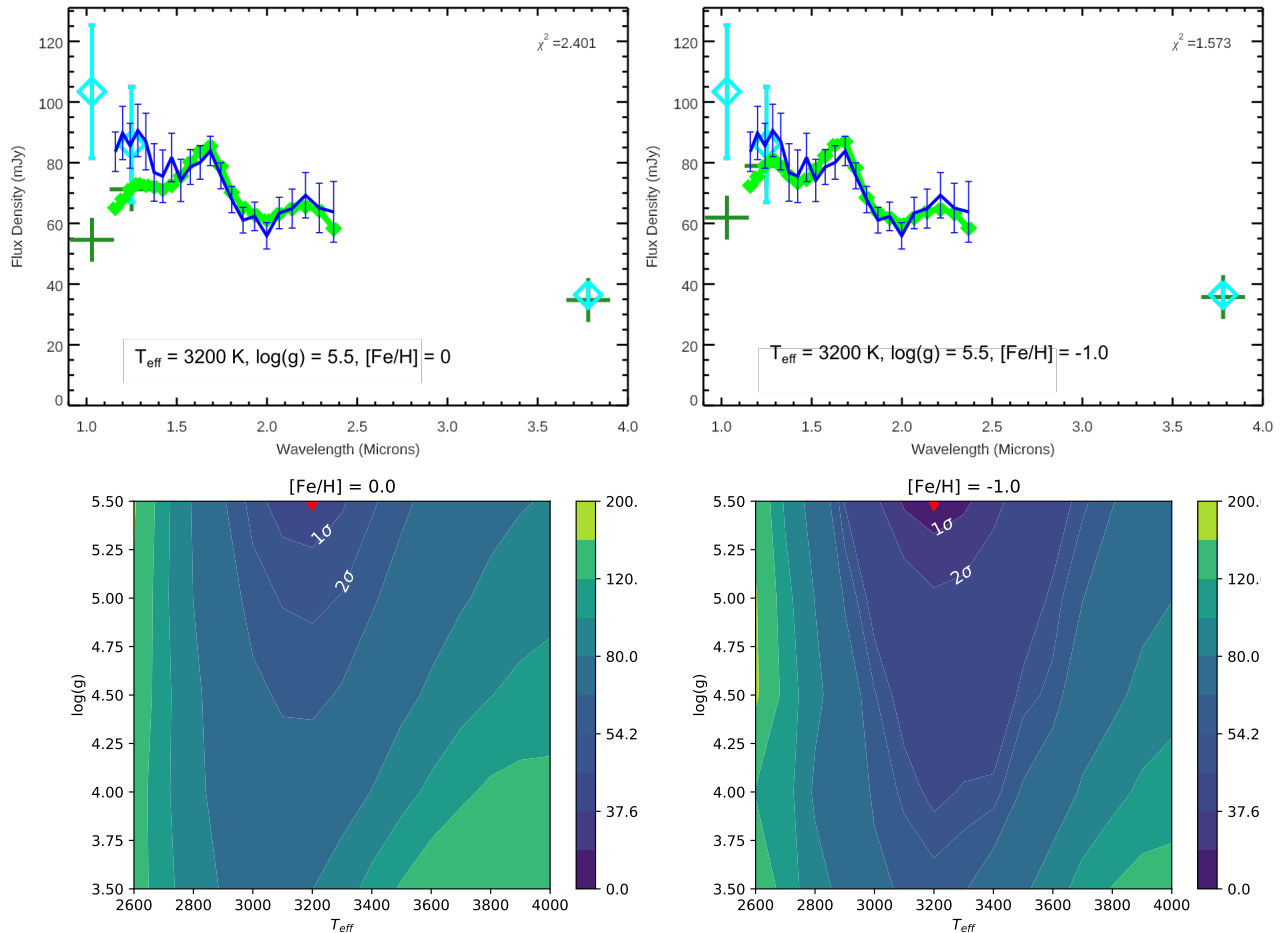 χ² =2.401
120
100
80
60
40
20
0
Flux Density (mJy)
T_eff = 3200 K, log(g) = 5.5, [Fe/H] = 0
1.0 1.5 2.0 2.5 3.0 3.5 4.0
Wavelength (Microns)
χ² =1.573
120
100
80
60
40
20
0
Flux Density (mJy)
T_eff = 3200 K, log(g) = 5.5, [Fe/H] = -1.0
1.0 1.5 2.0 2.5 3.0 3.5 4.0
Wavelength (Microns)
[Fe/H] = 0.0
5.50
5.25
5.00
4.75
4.50
4.25
4.00
3.75
3.50
log(g)
1σ
2σ
2600 2800 3000 3200 3400 3600 3800 4000
T_eff
200.
120.
80.0
54.2
37.6
0.0
[Fe/H] = -1.0
5.50
5.25
5.00
4.75
4.50
4.25
4.00
3.75
3.50
log(g)
1σ
2σ
2600 2800 3000 3200 3400 3600 3800 4000
T_eff
200.
120.
80.0
54.2
37.6
0.0